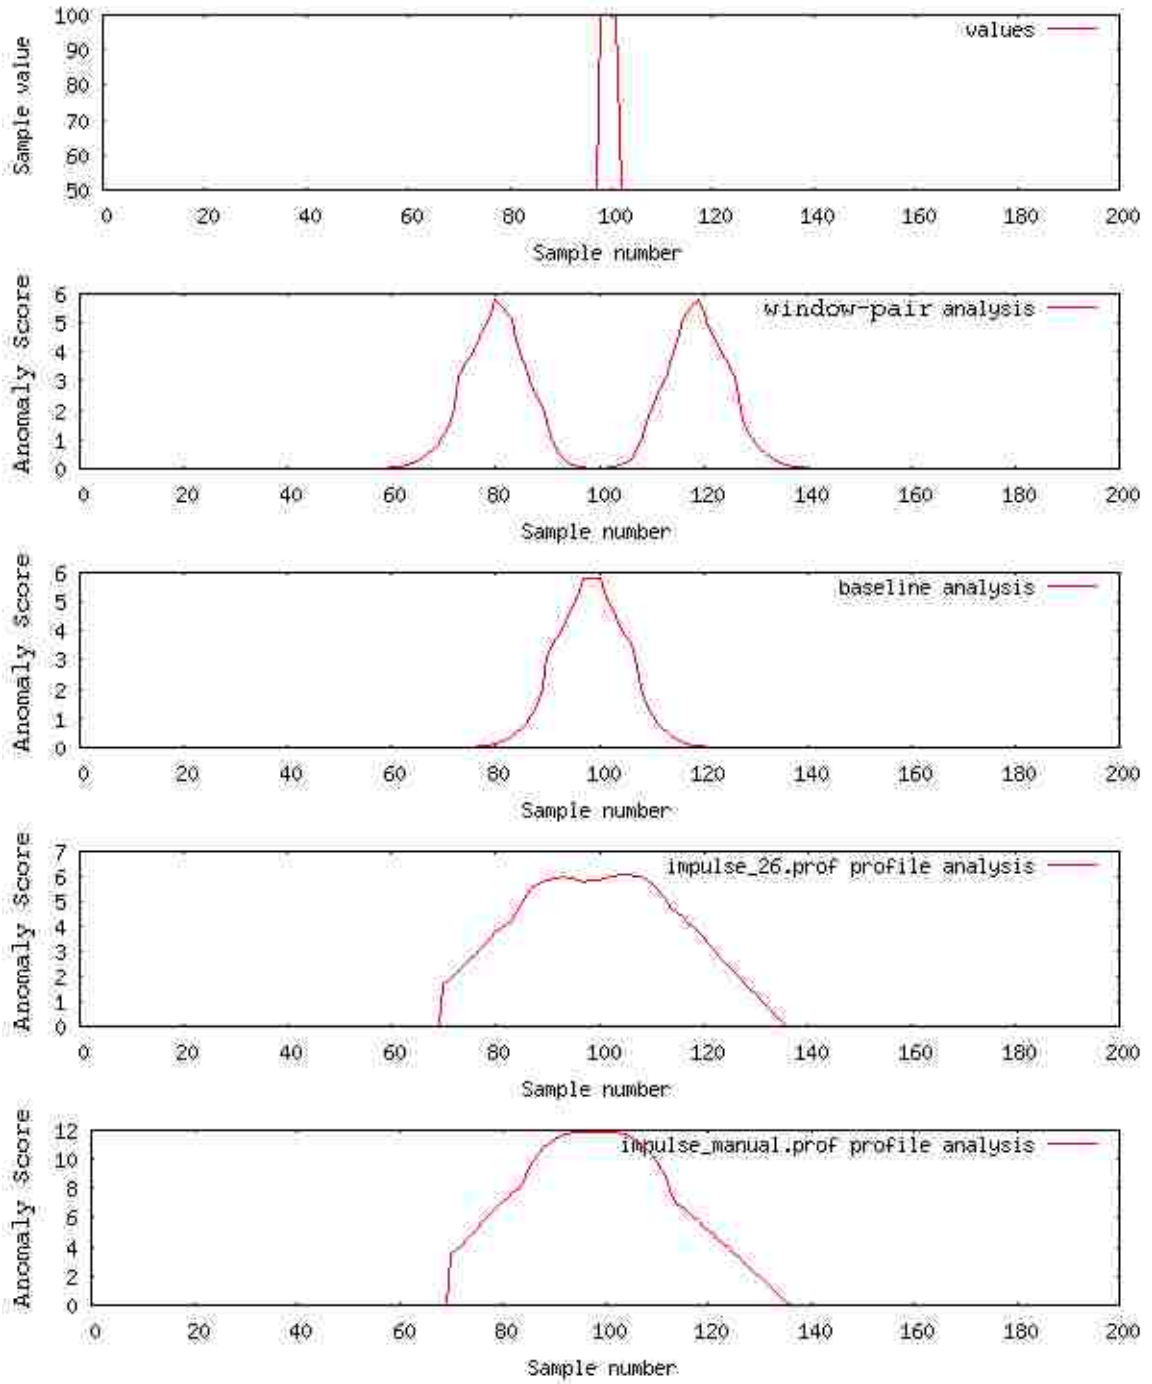 100
90
80
70
60
50
Sample value
values
0 20 40 60 80 100 120 140 160 180 200
Sample number
6
5
4
3
2
1
0
Anomaly Score
window-pair analysis
0 20 40 60 80 100 120 140 160 180 200
Sample number
6
5
4
3
2
1
0
Anomaly Score
baseline analysis
0 20 40 60 80 100 120 140 160 180 200
Sample number
7
6
5
4
3
2
1
0
Anomaly Score
impulse_26.prof profile analysis
0 20 40 60 80 100 120 140 160 180 200
Sample number
12
10
8
6
4
2
0
Anomaly Score
impulse_manual.prof profile analysis
0 20 40 60 80 100 120 140 160 180 200
Sample number